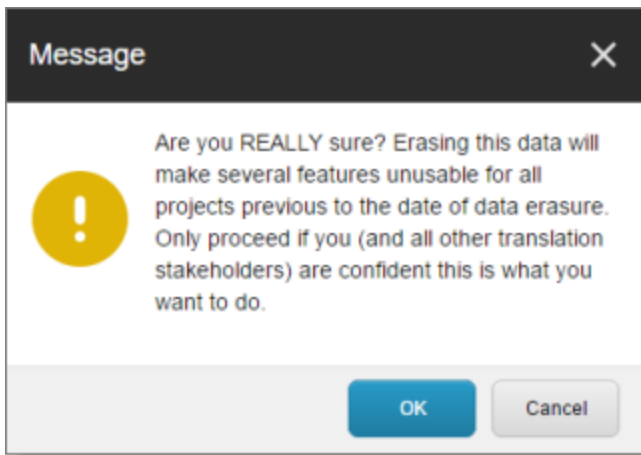 Message
Are you REALLY sure? Erasing this data will
make several features unusable for all
projects previous to the date of data erasure.
Only proceed if you (and all other translation
stakeholders) are confident this is what you
want to do.
OK
Cancel